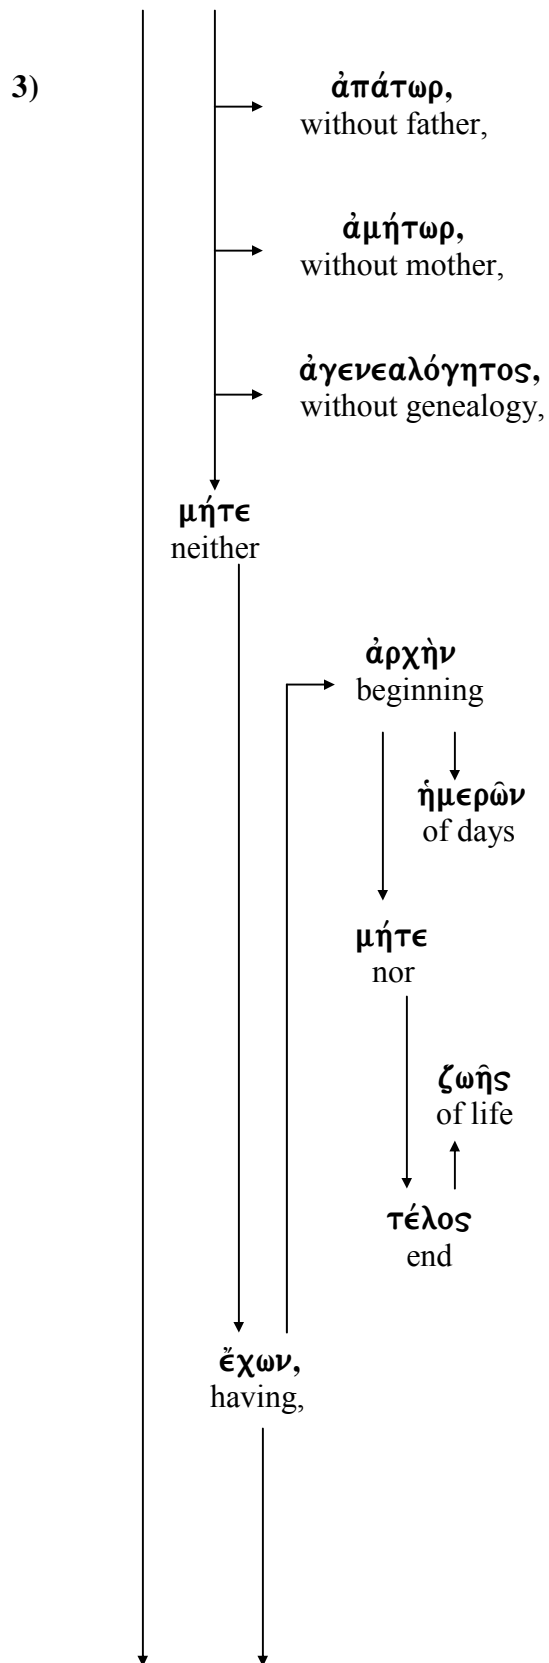 3)
ἀπάτωρ,
without father,
ἀμήτωρ,
without mother,
ἀγενεαλόγητος,
without genealogy,
μήτε
neither
ἀρχὴν
beginning
ἡμερῶν
of days
μήτε
nor
ζωῆς
of life
τέλος
end
ἔχων,
having,